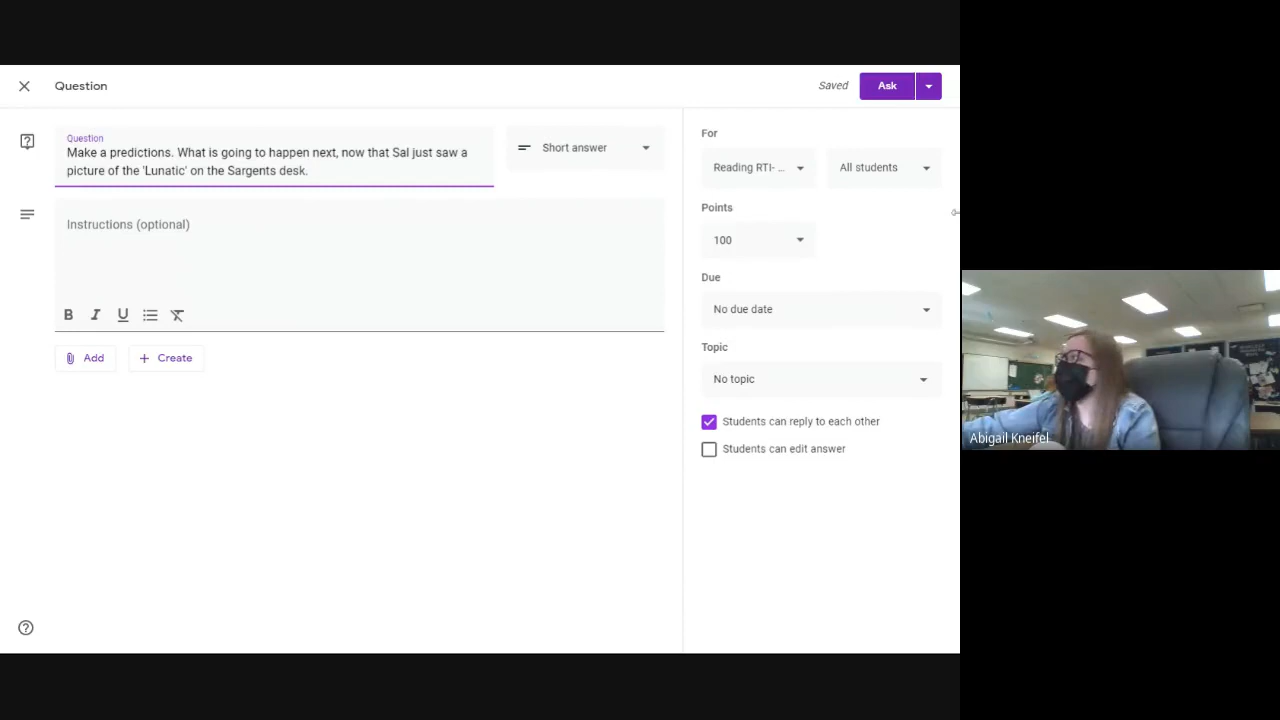 Question
Saved
Ask
Question
Make a predictions. What is going to happen next, now that Sal just saw a
picture of the 'Lunatic' on the Sargents desk.
Short answer
Instructions (optional)
B I U
Add
Create
For
Reading RTI- ...
All students
Points
100
Due
No due date
Topic
No topic
Students can reply to each other
Students can edit answer
Abigail Kneifel